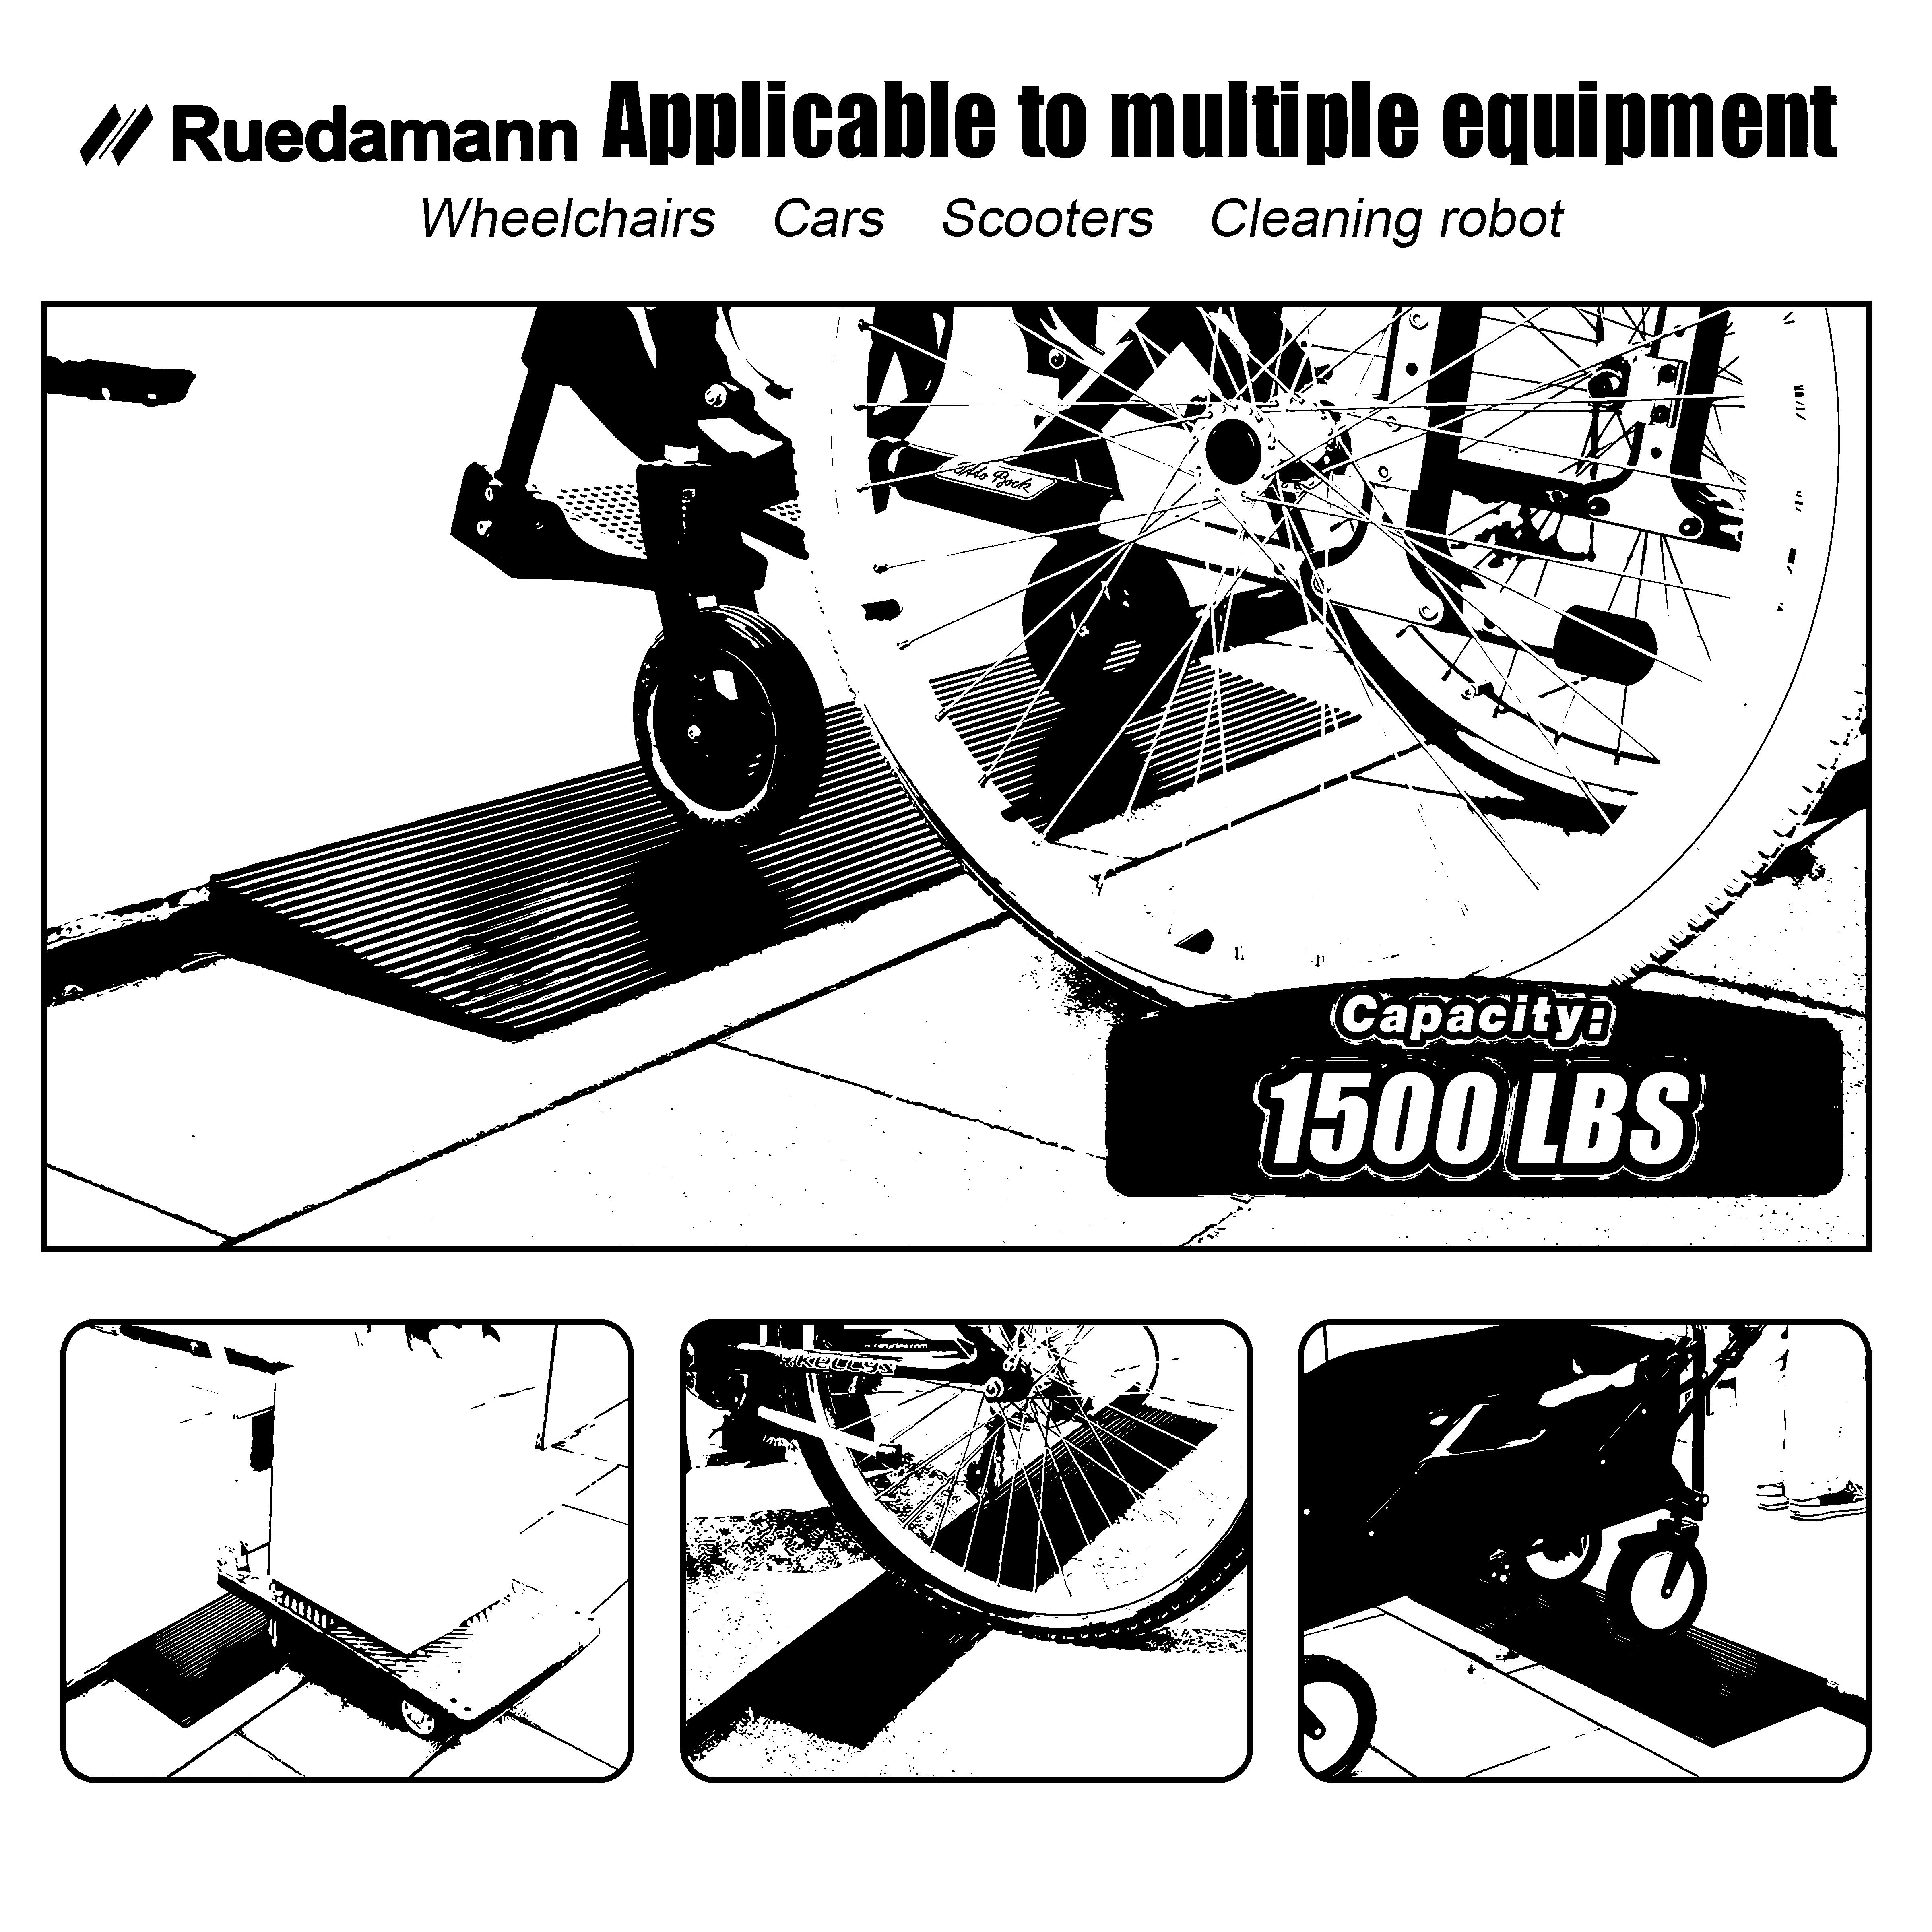 Ruedamann Applicable to multiple equipment
Wheelchairs Cars Scooters Cleaning robot
Otto Bock
Capacity:
1500 LBS
KELLYS